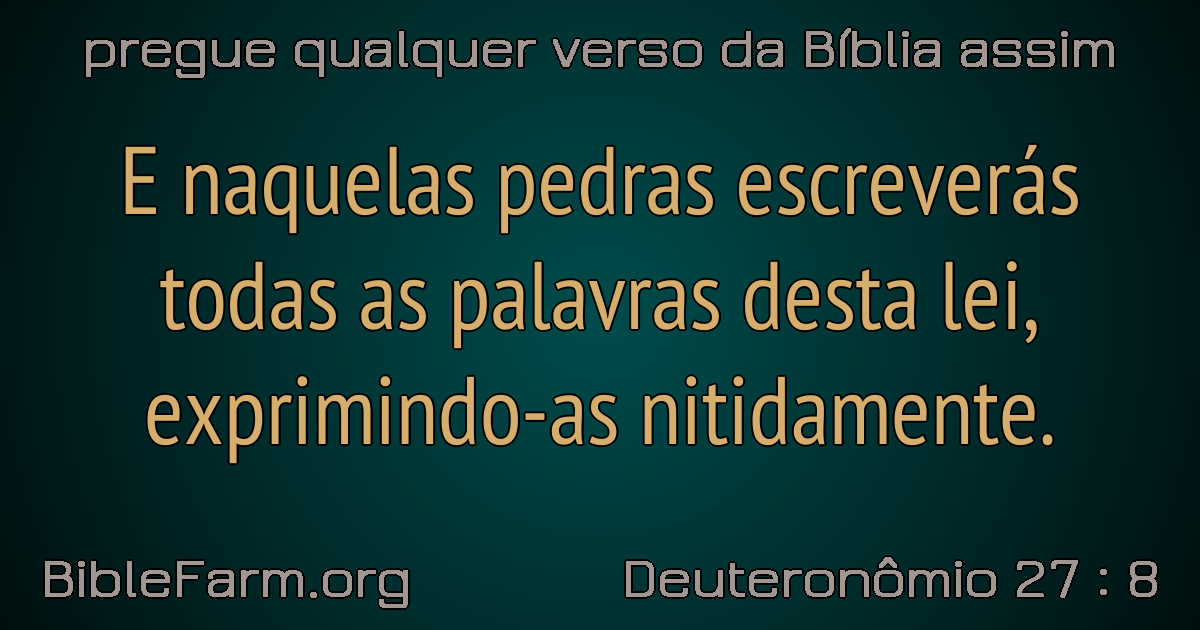 pregue qualquer verso da Bíblia assim
E naquelas pedras escreverás
todas as palavras desta lei,
exprimindo-as nitidamente.
BibleFarm.org
Deuteronômio 27 : 8